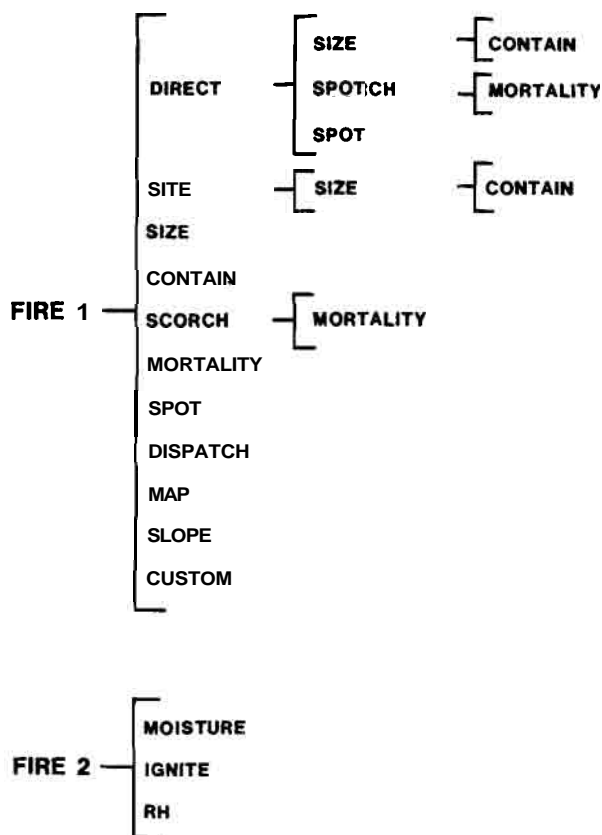 SIZE CONTAIN
DIRECT SPOTCH MORTALITY
SPOT
SITE SIZE CONTAIN
SIZE
CONTAIN
FIRE 1 SCORCH MORTALITY
MORTALITY
SPOT
DISPATCH
MAP
SLOPE
CUSTOM
MOISTURE
FIRE 2 IGNITE
RH